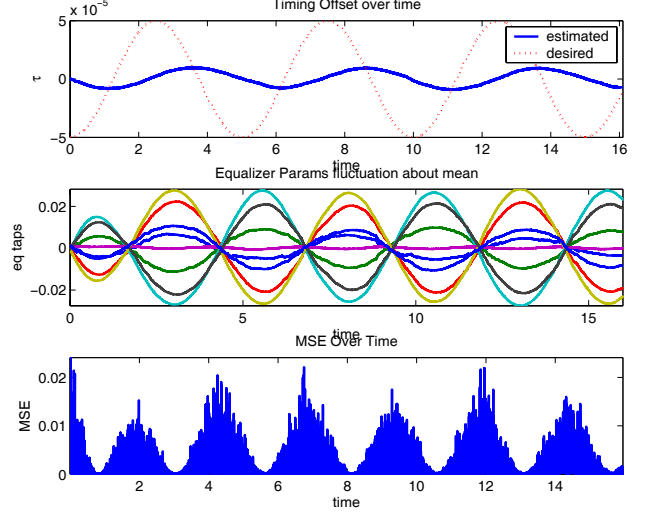 Timing Offset over time
x 10⁻⁵
5
0
−5
τ
estimated
desired
0 2 4 6 8 10 12 14 16
time
Equalizer Params fluctuation about mean
0.02
0
−0.02
eq taps
0 5 10 15
time
MSE Over Time
0.02
0.01
0
MSE
2 4 6 8 10 12 14
time